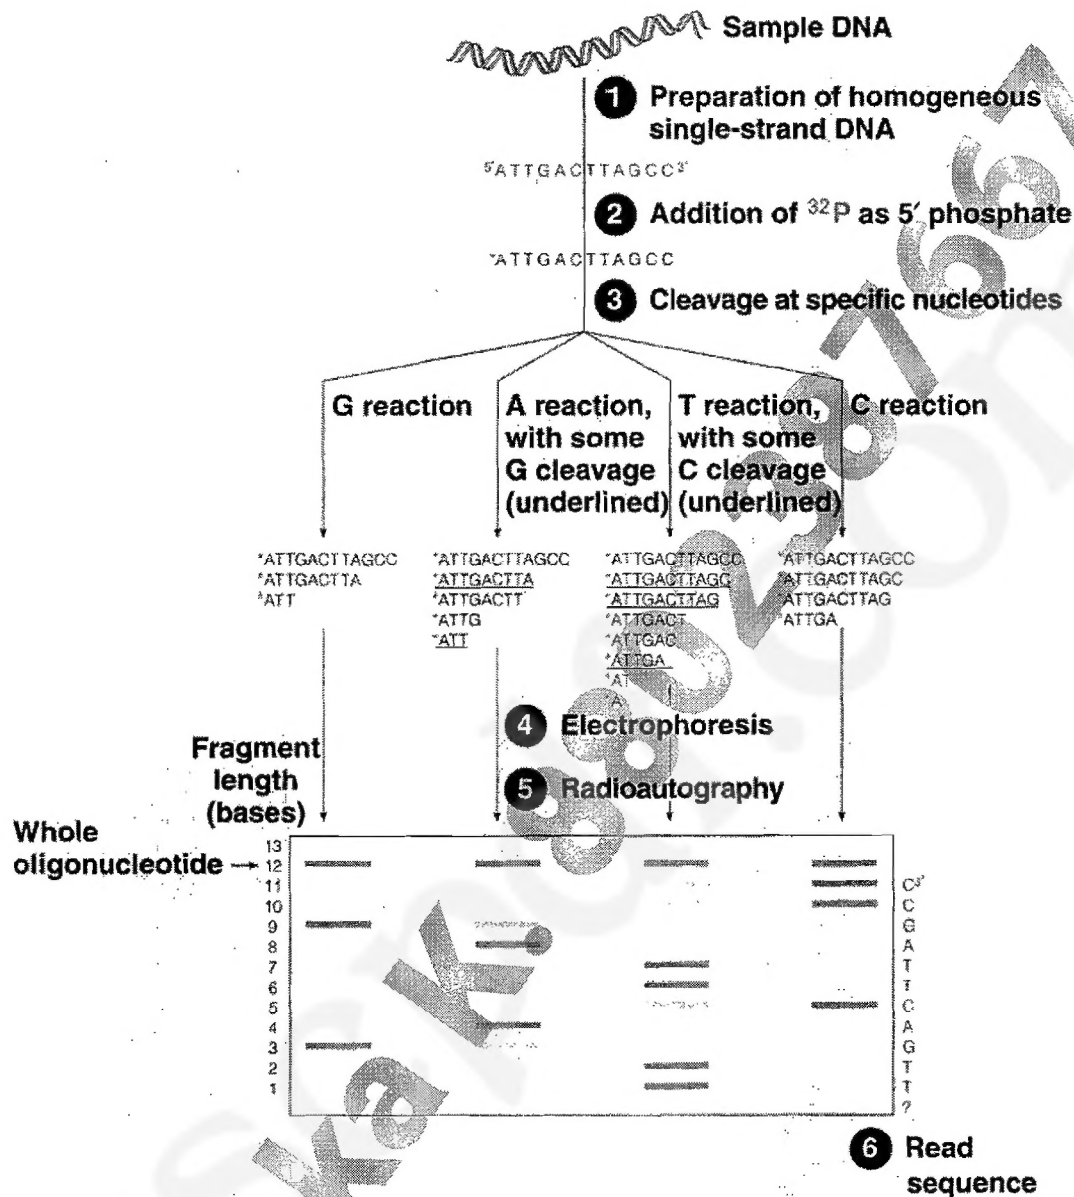 Sample DNA
1 Preparation of homogeneous
single-strand DNA
5'ATTGACTTAGCC3'
2 Addition of 32P as 5' phosphate
*ATTGACTTAGCC
3 Cleavage at specific nucleotides
G reaction
A reaction,
with some
G cleavage
(underlined)
T reaction,
with some
C cleavage
(underlined)
C reaction
*ATTGACTTAGCC
*ATTGACTTA
*ATT
*ATTGACTTAGCC
*ATTGACTTA
*ATTGACTT
*ATTG
*ATT
*ATTGACTTAGCC
*ATTGACTTAGC
*ATTGACTTAG
*ATTGACT
*ATTGAC
*ATTGA
*AT
*A
*ATTGACTTAGCC
*ATTGACTTAGC
*ATTGACTTAG
*ATTGA
4 Electrophoresis
5 Radioautography
Fragment
length
(bases)
Whole
oligonucleotide
13
12
11
10
9
8
7
6
5
4
3
2
1
C3'
C
G
A
T
T
C
A
G
T
T
?
6 Read
sequence